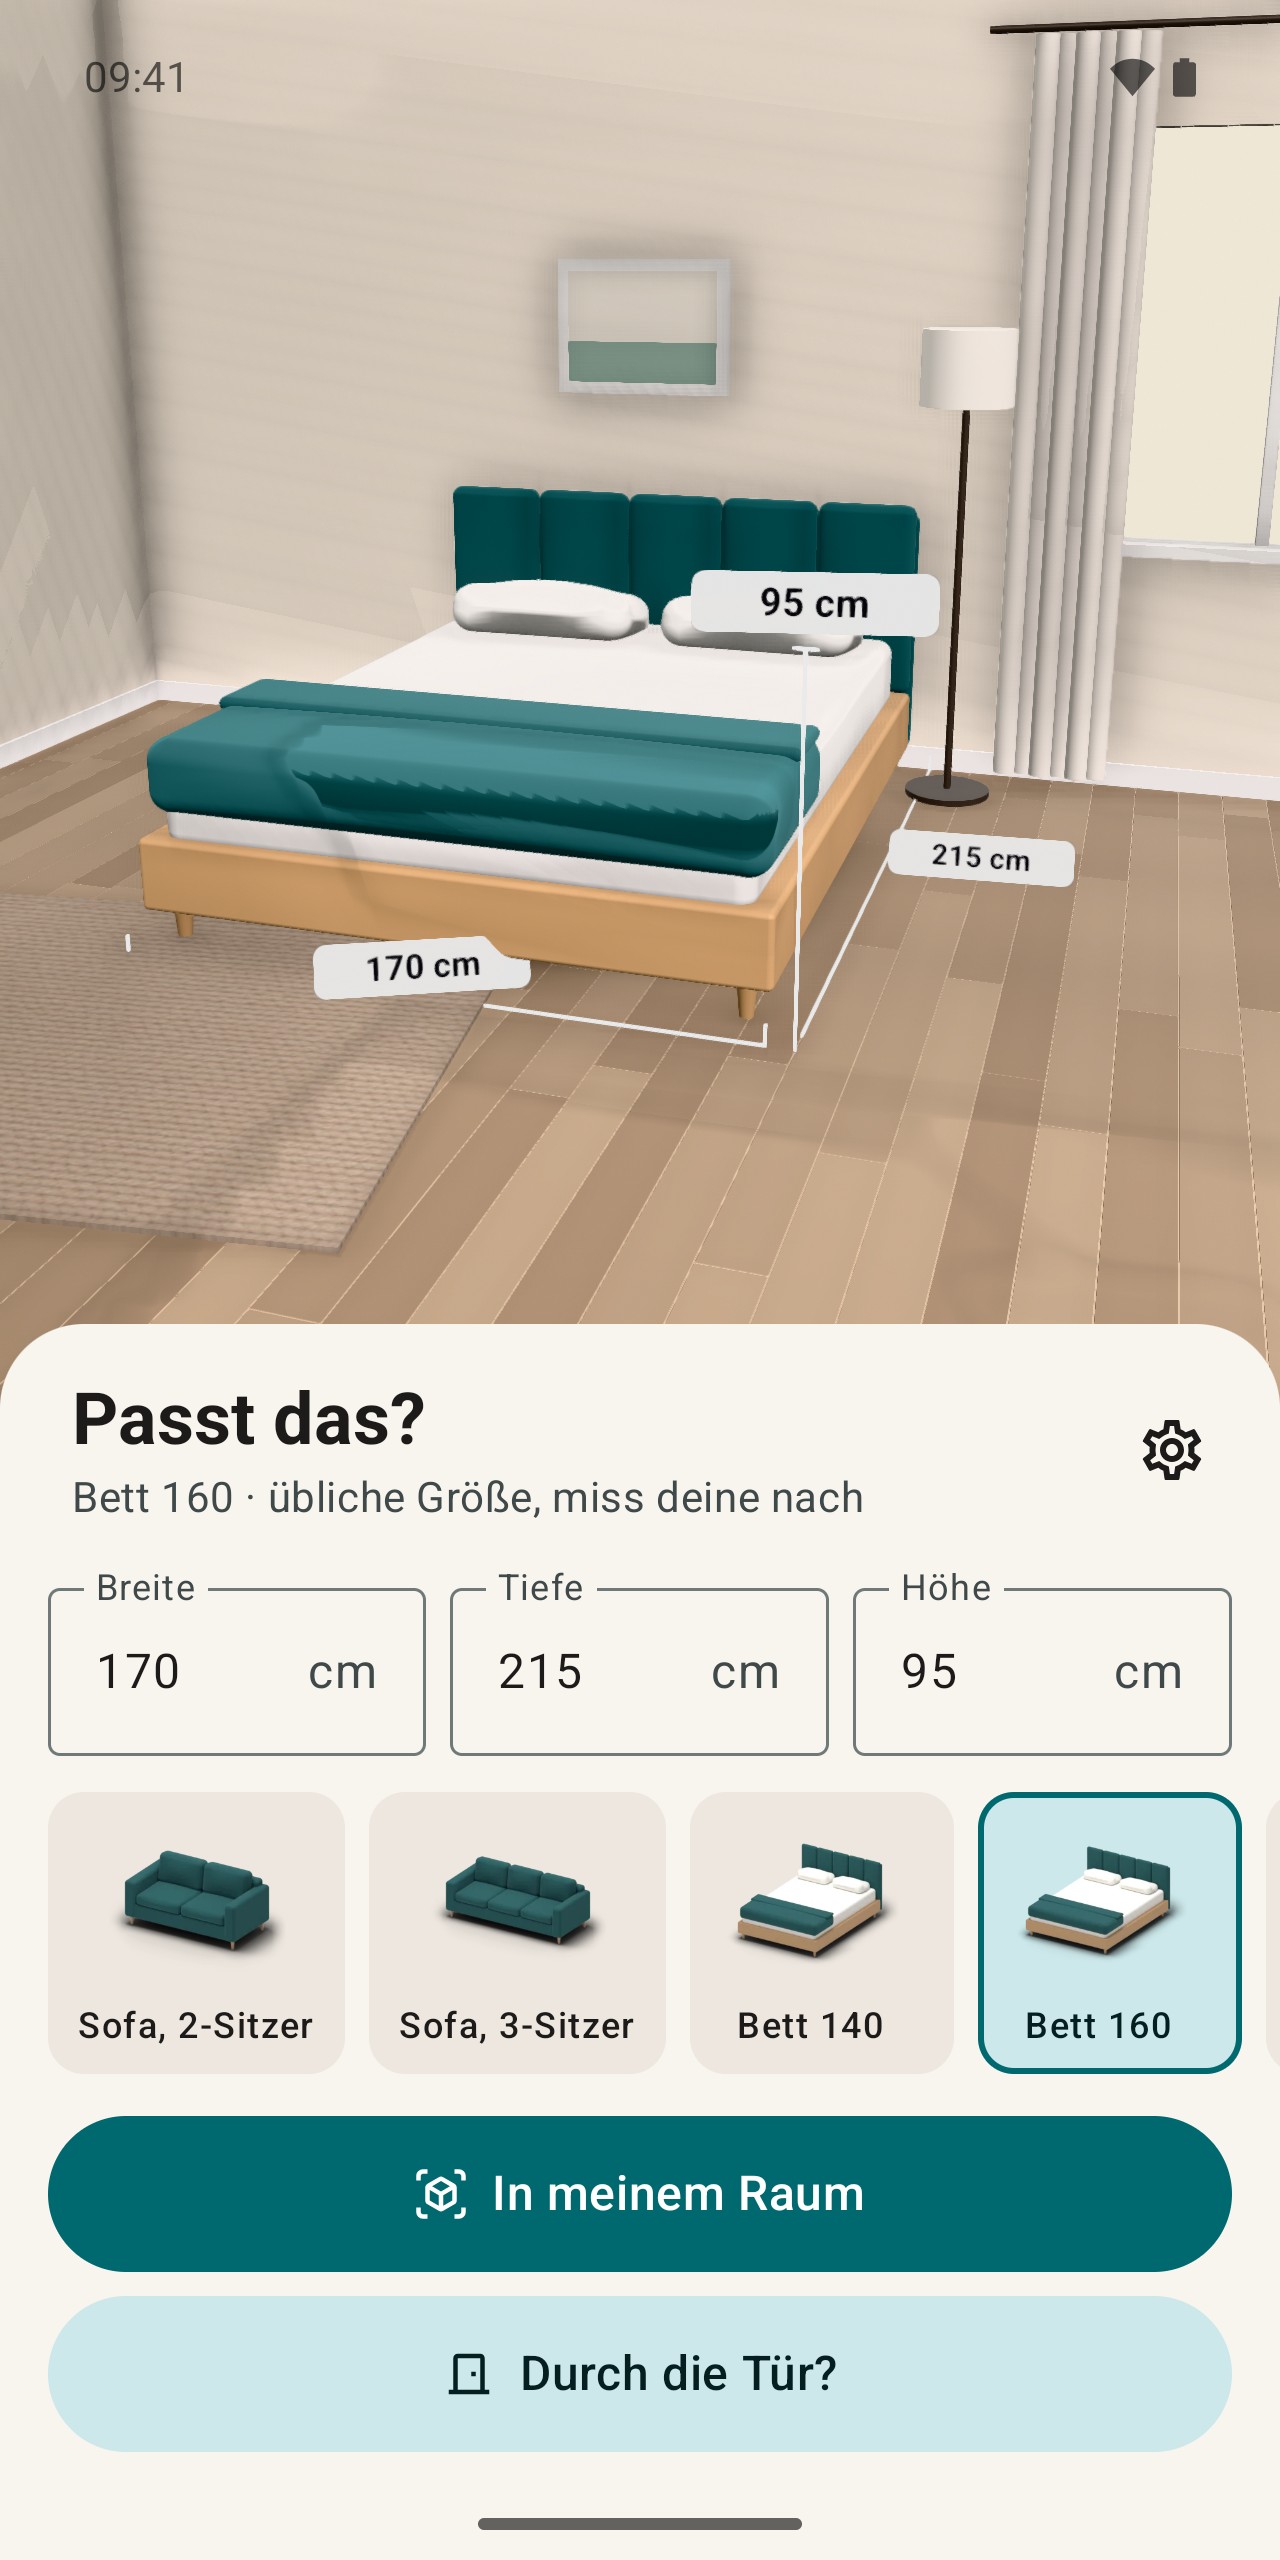 09:41
95 cm
215 cm
170 cm
Passt das?
Bett 160 · übliche Größe, miss deine nach
Breite
Tiefe
Höhe
170 cm
215 cm
95 cm
Sofa, 2-Sitzer
Sofa, 3-Sitzer
Bett 140
Bett 160
In meinem Raum
Durch die Tür?